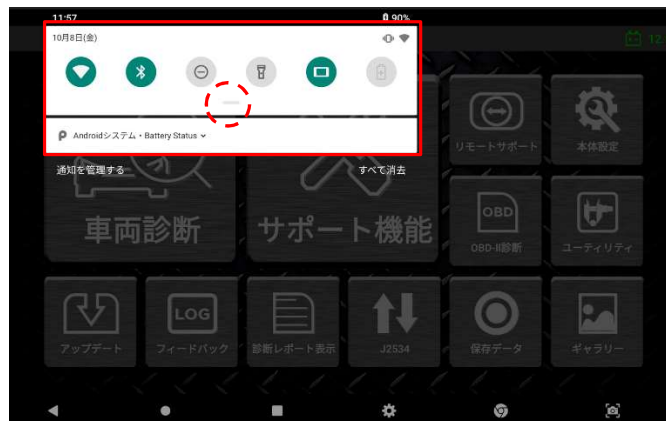 11:57 90%
10月8日(金)
Androidシステム・Battery Status
通知を管理する すべて消去
車両診断
サポート機能
リモートサポート
本体設定
OBD
OBD-II診断
ユーティリティ
アップデート
LOG
フィードバック
診断レポート表示
J2534
保存データ
ギャラリー